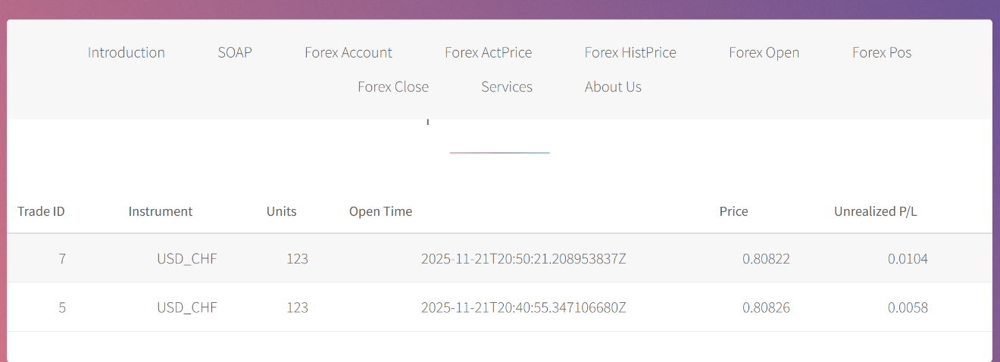 Introduction SOAP Forex Account Forex ActPrice Forex HistPrice Forex Open Forex Pos
Forex Close Services About Us
Trade ID Instrument Units Open Time Price Unrealized P/L
7 USD_CHF 123 2025-11-21T20:50:21.208953837Z 0.80822 0.0104
5 USD_CHF 123 2025-11-21T20:40:55.347106680Z 0.80826 0.0058